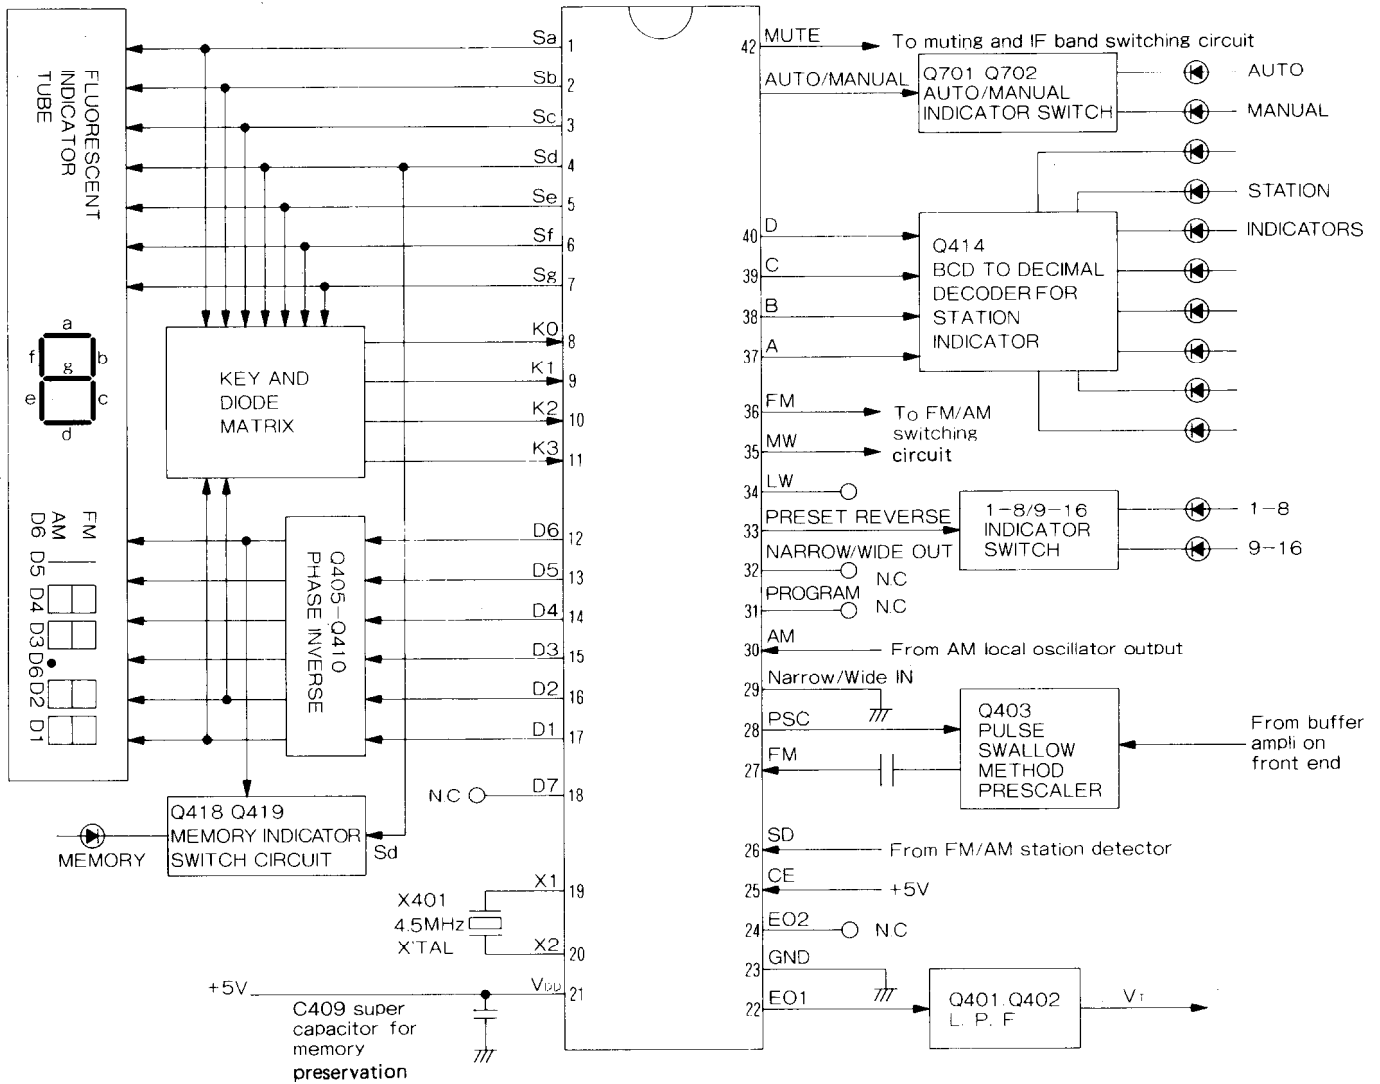 FLUORESCENT
INDICATOR
TUBE
a
f
b
g
e
c
d
FM
AM
D6
D5
D4
D3
D6
D2
D1
Sa
1
Sb
2
Sc
3
Sd
4
Se
5
Sf
6
Sg
7
KEY AND
DIODE
MATRIX
K0
8
K1
9
K2
10
K3
11
Q405-Q410
PHASE INVERSE
D6
12
D5
13
D4
14
D3
15
D2
16
D1
17
N.C
D7
18
Q418 Q419
MEMORY INDICATOR
SWITCH CIRCUIT
MEMORY
Sd
X401
4.5MHz
X'TAL
X1
19
X2
20
+5V
VDD
21
C409 super
capacitor for
memory
preservation
42
MUTE
To muting and IF band switching circuit
AUTO/MANUAL
Q701 Q702
AUTO/MANUAL
INDICATOR SWITCH
AUTO
MANUAL
STATION
INDICATORS
40
D
39
C
38
B
37
A
Q414
BCD TO DECIMAL
DECODER FOR
STATION
INDICATOR
36
FM
35
MW
To FM/AM
switching
circuit
34
LW
33
PRESET REVERSE
1-8/9-16
INDICATOR
SWITCH
1-8
9-16
NARROW/WIDE OUT
32
N.C
PROGRAM
31
N.C
AM
30
From AM local oscillator output
29
Narrow/Wide IN
28
PSC
27
FM
Q403
PULSE
SWALLOW
METHOD
PRESCALER
From buffer
ampli on
front end
26
SD
From FM/AM station detector
25
CE
+5V
24
EO2
N.C
23
GND
22
EO1
Q401.Q402
L. P. F
VT